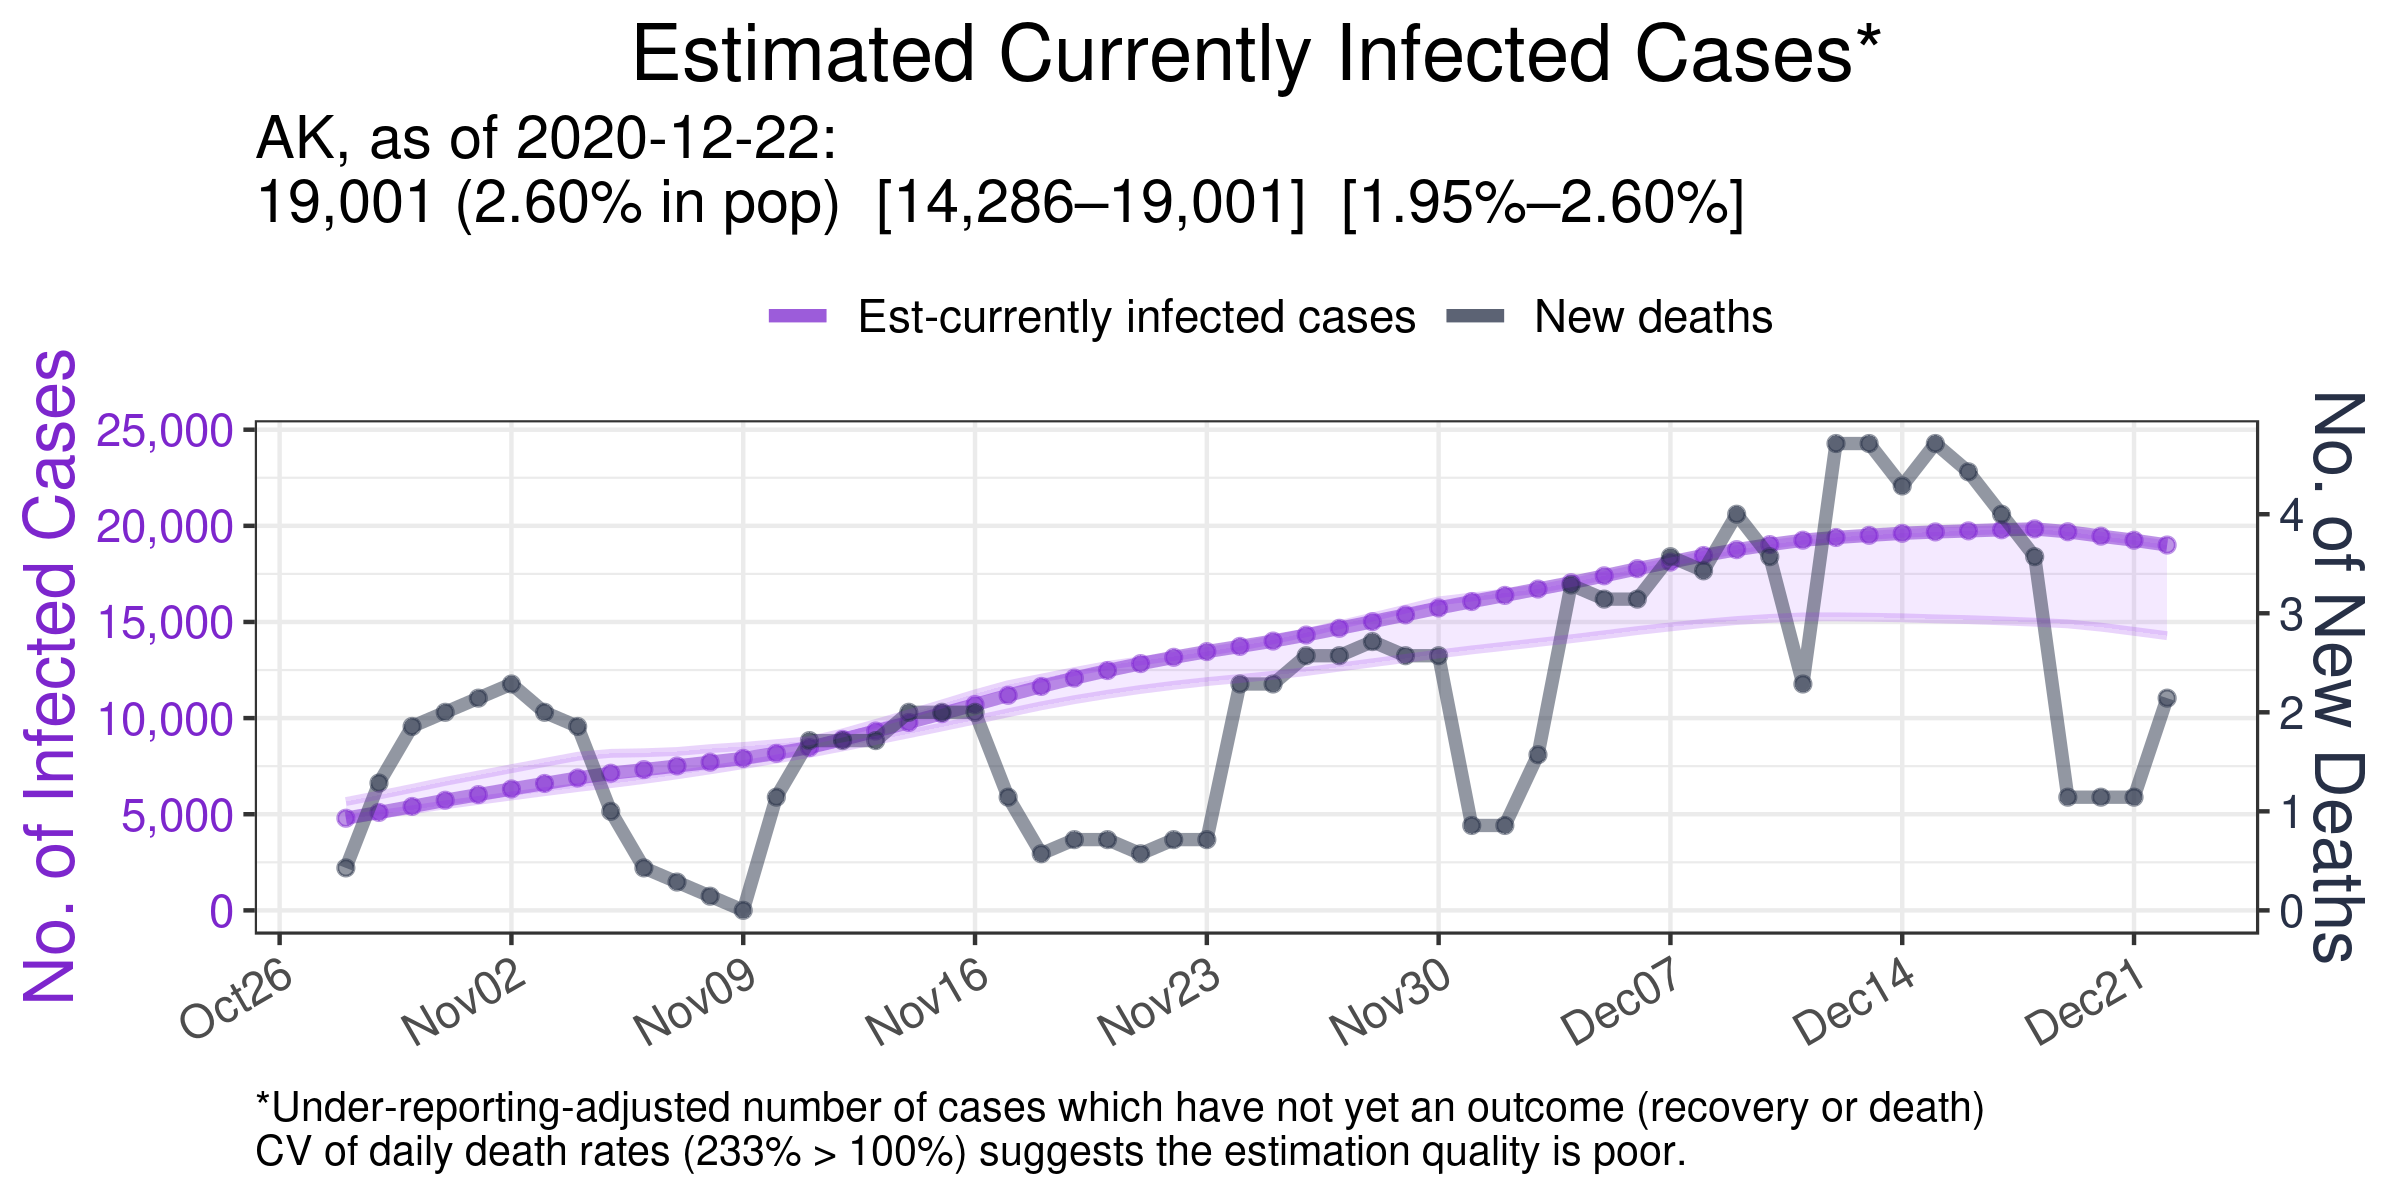 Estimated Currently Infected Cases*
AK, as of 2020-12-22:
19,001 (2.60% in pop)  [14,286–19,001]  [1.95%–2.60%]
Est-currently infected cases
New deaths
No. of Infected Cases
25,000
20,000
15,000
10,000
5,000
0
4
3
2
1
0
No. of New Deaths
Oct26
Nov02
Nov09
Nov16
Nov23
Nov30
Dec07
Dec14
Dec21
*Under-reporting-adjusted number of cases which have not yet an outcome (recovery or death)
CV of daily death rates (233% > 100%) suggests the estimation quality is poor.